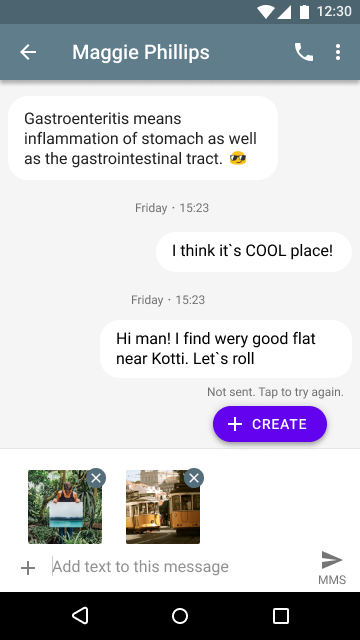 12:30
Maggie Phillips
Gastroenteritis means
inflammation of stomach as well
as the gastrointestinal tract. 😎
Friday · 15:23
I think it`s COOL place!
Friday · 15:23
Hi man! I find wery good flat
near Kotti. Let`s roll
Not sent. Tap to try again.
CREATE
Add text to this message
MMS